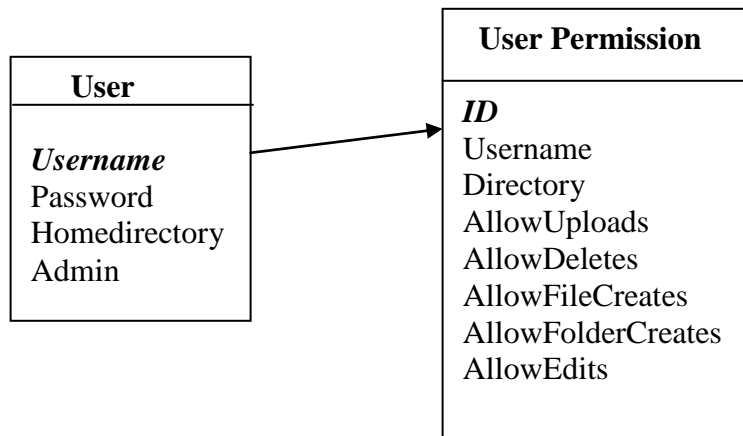 User
Username
Password
Homedirectory
Admin
User Permission
ID
Username
Directory
AllowUploads
AllowDeletes
AllowFileCreates
AllowFolderCreates
AllowEdits